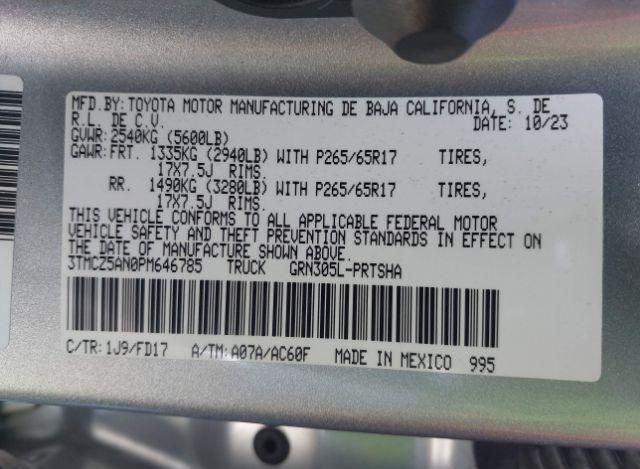 MFD.BY: TOYOTA MOTOR MANUFACTURING DE BAJA CALIFORNIA, S. DE
R.L. DE C.V. DATE: 10/23
GVWR: 2540KG (5600LB)
GAWR: FRT. 1335KG (2940LB) WITH P265/65R17 TIRES,
17X7.5J RIMS.
RR. 1490KG (3280LB) WITH P265/65R17 TIRES,
17X7.5J RIMS.
THIS VEHICLE CONFORMS TO ALL APPLICABLE FEDERAL MOTOR
VEHICLE SAFETY AND THEFT PREVENTION STANDARDS IN EFFECT ON
THE DATE OF MANUFACTURE SHOWN ABOVE.
3TMCZ5AN0PM646785 TRUCK GRN305L-PRTSHA
C/TR: 1J9/FD17 A/TM: A07A/AC60F MADE IN MEXICO 995